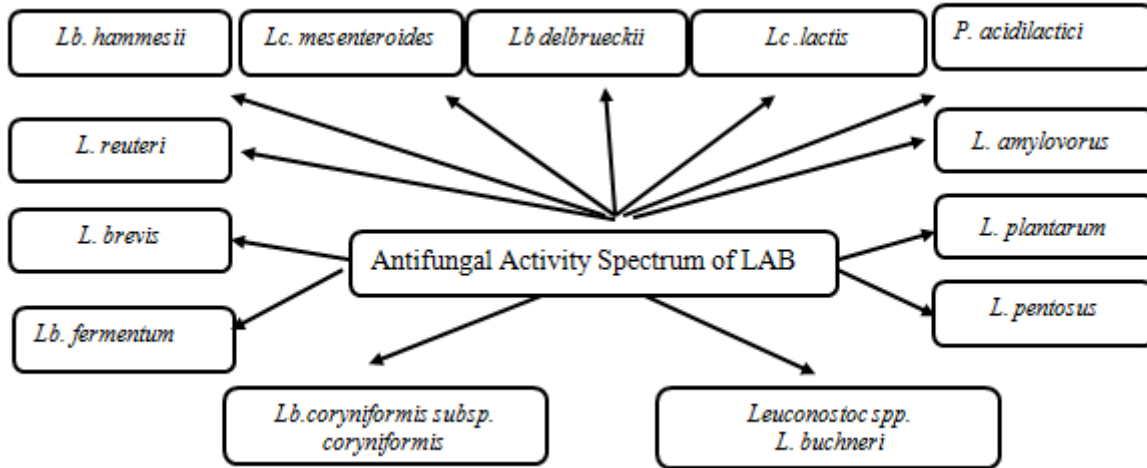 Lb. hammesii
Lc. mesenteroides
Lb delbrueckii
Lc .lactis
P. acidilactici
L. reuteri
L. amylovorus
L. brevis
L. plantarum
Antifungal Activity Spectrum of LAB
Lb. fermentum
L. pentosus
Lb.coryniformis subsp.
coryniformis
Leuconostoc spp.
L. buchneri